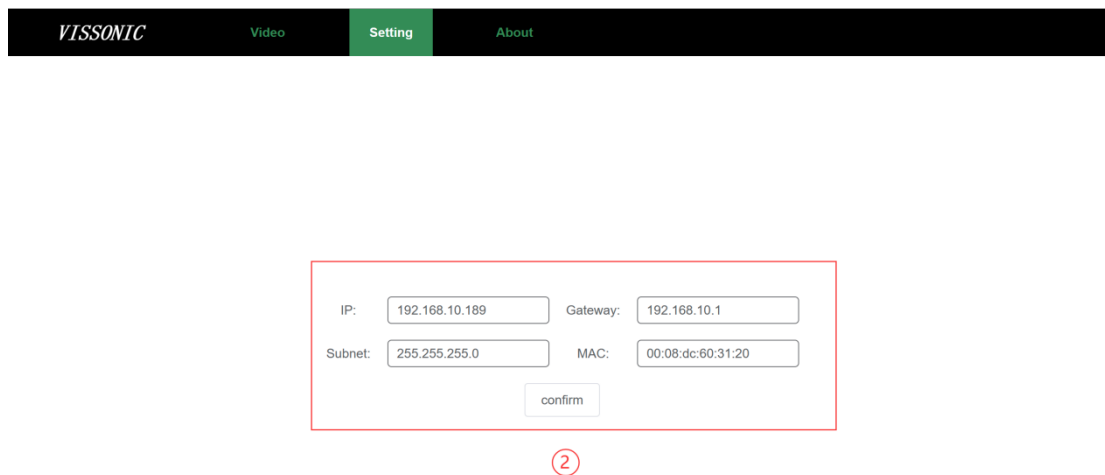 VISSONIC Video Setting About
IP: 192.168.10.189 Gateway: 192.168.10.1
Subnet: 255.255.255.0 MAC: 00:08:dc:60:31:20
confirm
②